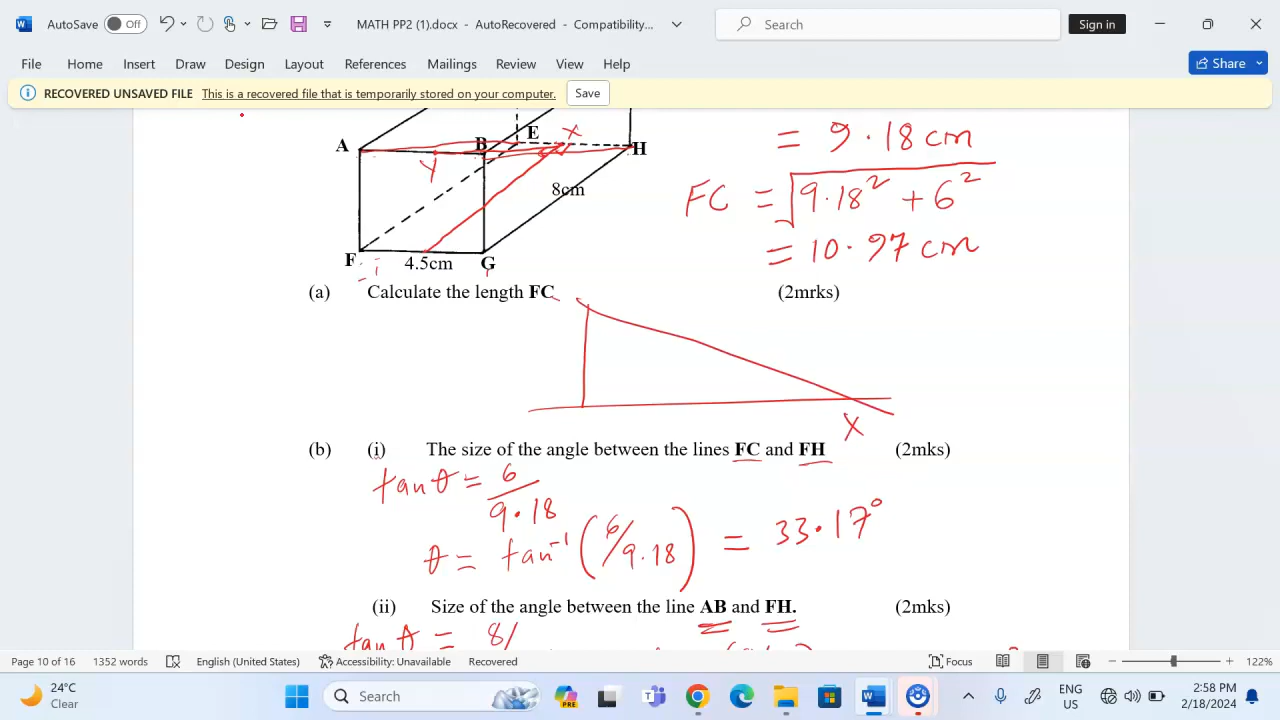 AutoSave Off MATH PP2 (1).docx - AutoRecovered - Compatibility... Search Sign in
File Home Insert Draw Design Layout References Mailings Review View Help Share
RECOVERED UNSAVED FILE This is a recovered file that is temporarily stored on your computer. Save
= 9.18 cm
A B E X H
Y
8cm
FC = √9.18² + 6²
= 10.97 cm
F 4.5cm G
(a) Calculate the length FC (2mrks)
X
(b) (i) The size of the angle between the lines FC and FH (2mks)
tan θ = 6/9.18
θ = tan⁻¹ (6/9.18) = 33.17°
(ii) Size of the angle between the line AB and FH. (2mks)
tan θ = 8/
Page 10 of 16 1352 words English (United States) Accessibility: Unavailable Recovered Focus 122%
24°C
Clear
Search
PRE
ENG
US
2:58 PM
2/18/2024